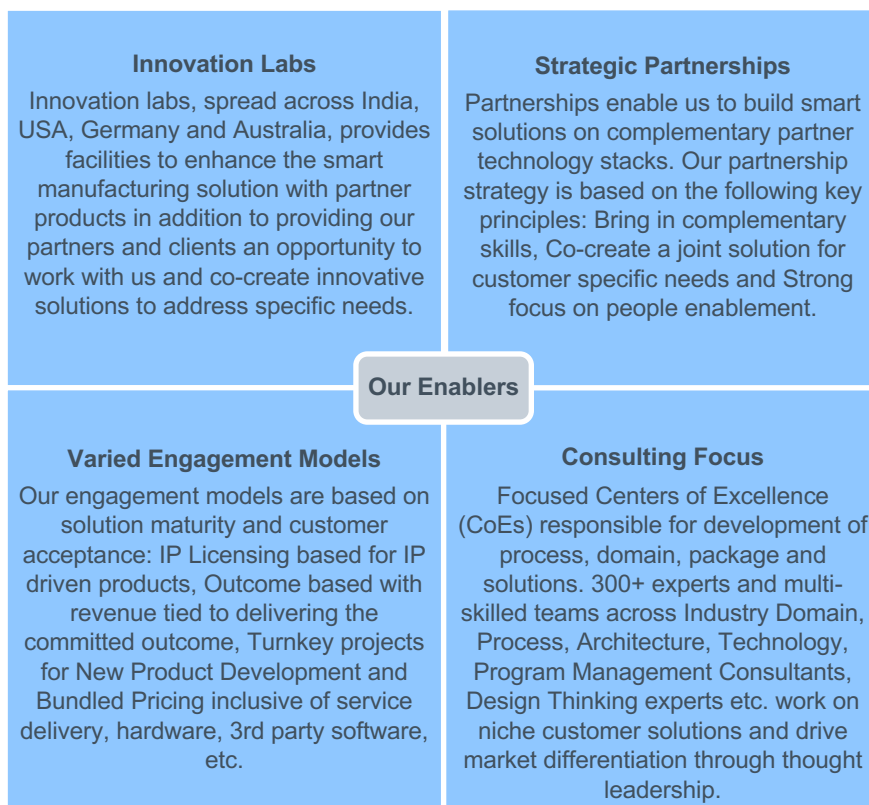 Innovation Labs
Innovation labs, spread across India,
USA, Germany and Australia, provides
facilities to enhance the smart
manufacturing solution with partner
products in addition to providing our
partners and clients an opportunity to
work with us and co-create innovative
solutions to address specific needs.
Strategic Partnerships
Partnerships enable us to build smart
solutions on complementary partner
technology stacks. Our partnership
strategy is based on the following key
principles: Bring in complementary
skills, Co-create a joint solution for
customer specific needs and Strong
focus on people enablement.
Our Enablers
Varied Engagement Models
Our engagement models are based on
solution maturity and customer
acceptance: IP Licensing based for IP
driven products, Outcome based with
revenue tied to delivering the
committed outcome, Turnkey projects
for New Product Development and
Bundled Pricing inclusive of service
delivery, hardware, 3rd party software,
etc.
Consulting Focus
Focused Centers of Excellence
(CoEs) responsible for development of
process, domain, package and
solutions. 300+ experts and multi-
skilled teams across Industry Domain,
Process, Architecture, Technology,
Program Management Consultants,
Design Thinking experts etc. work on
niche customer solutions and drive
market differentiation through thought
leadership.